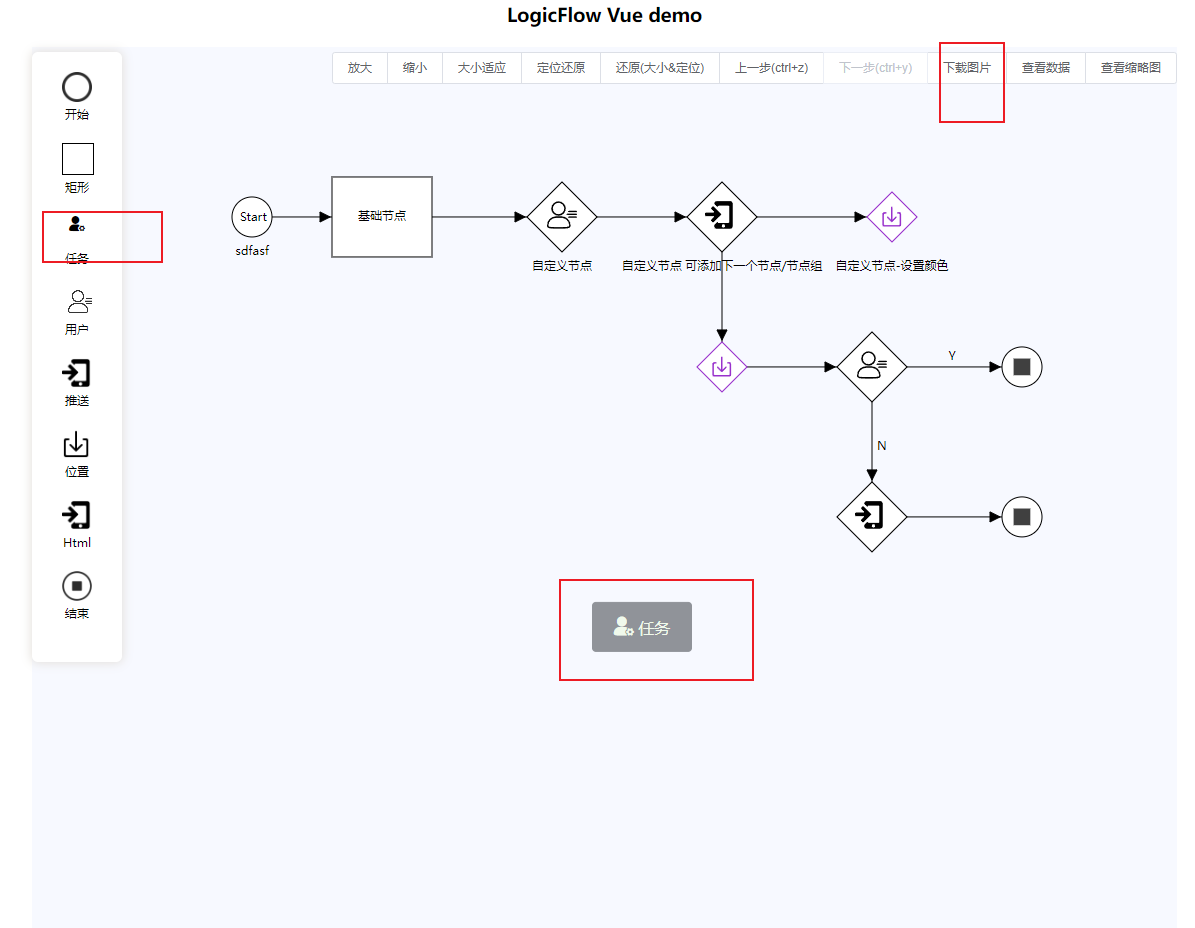 LogicFlow Vue demo
放大 缩小 大小适应 定位还原 还原(大小&定位) 上一步(ctrl+z) 下一步(ctrl+y) 下载图片 查看数据 查看缩略图
开始
矩形
任务
用户
推送
位置
Html
结束
Start
sdfasf
基础节点
自定义节点
自定义节点 可添加下一个节点/节点组
自定义节点-设置颜色
Y
N
任务